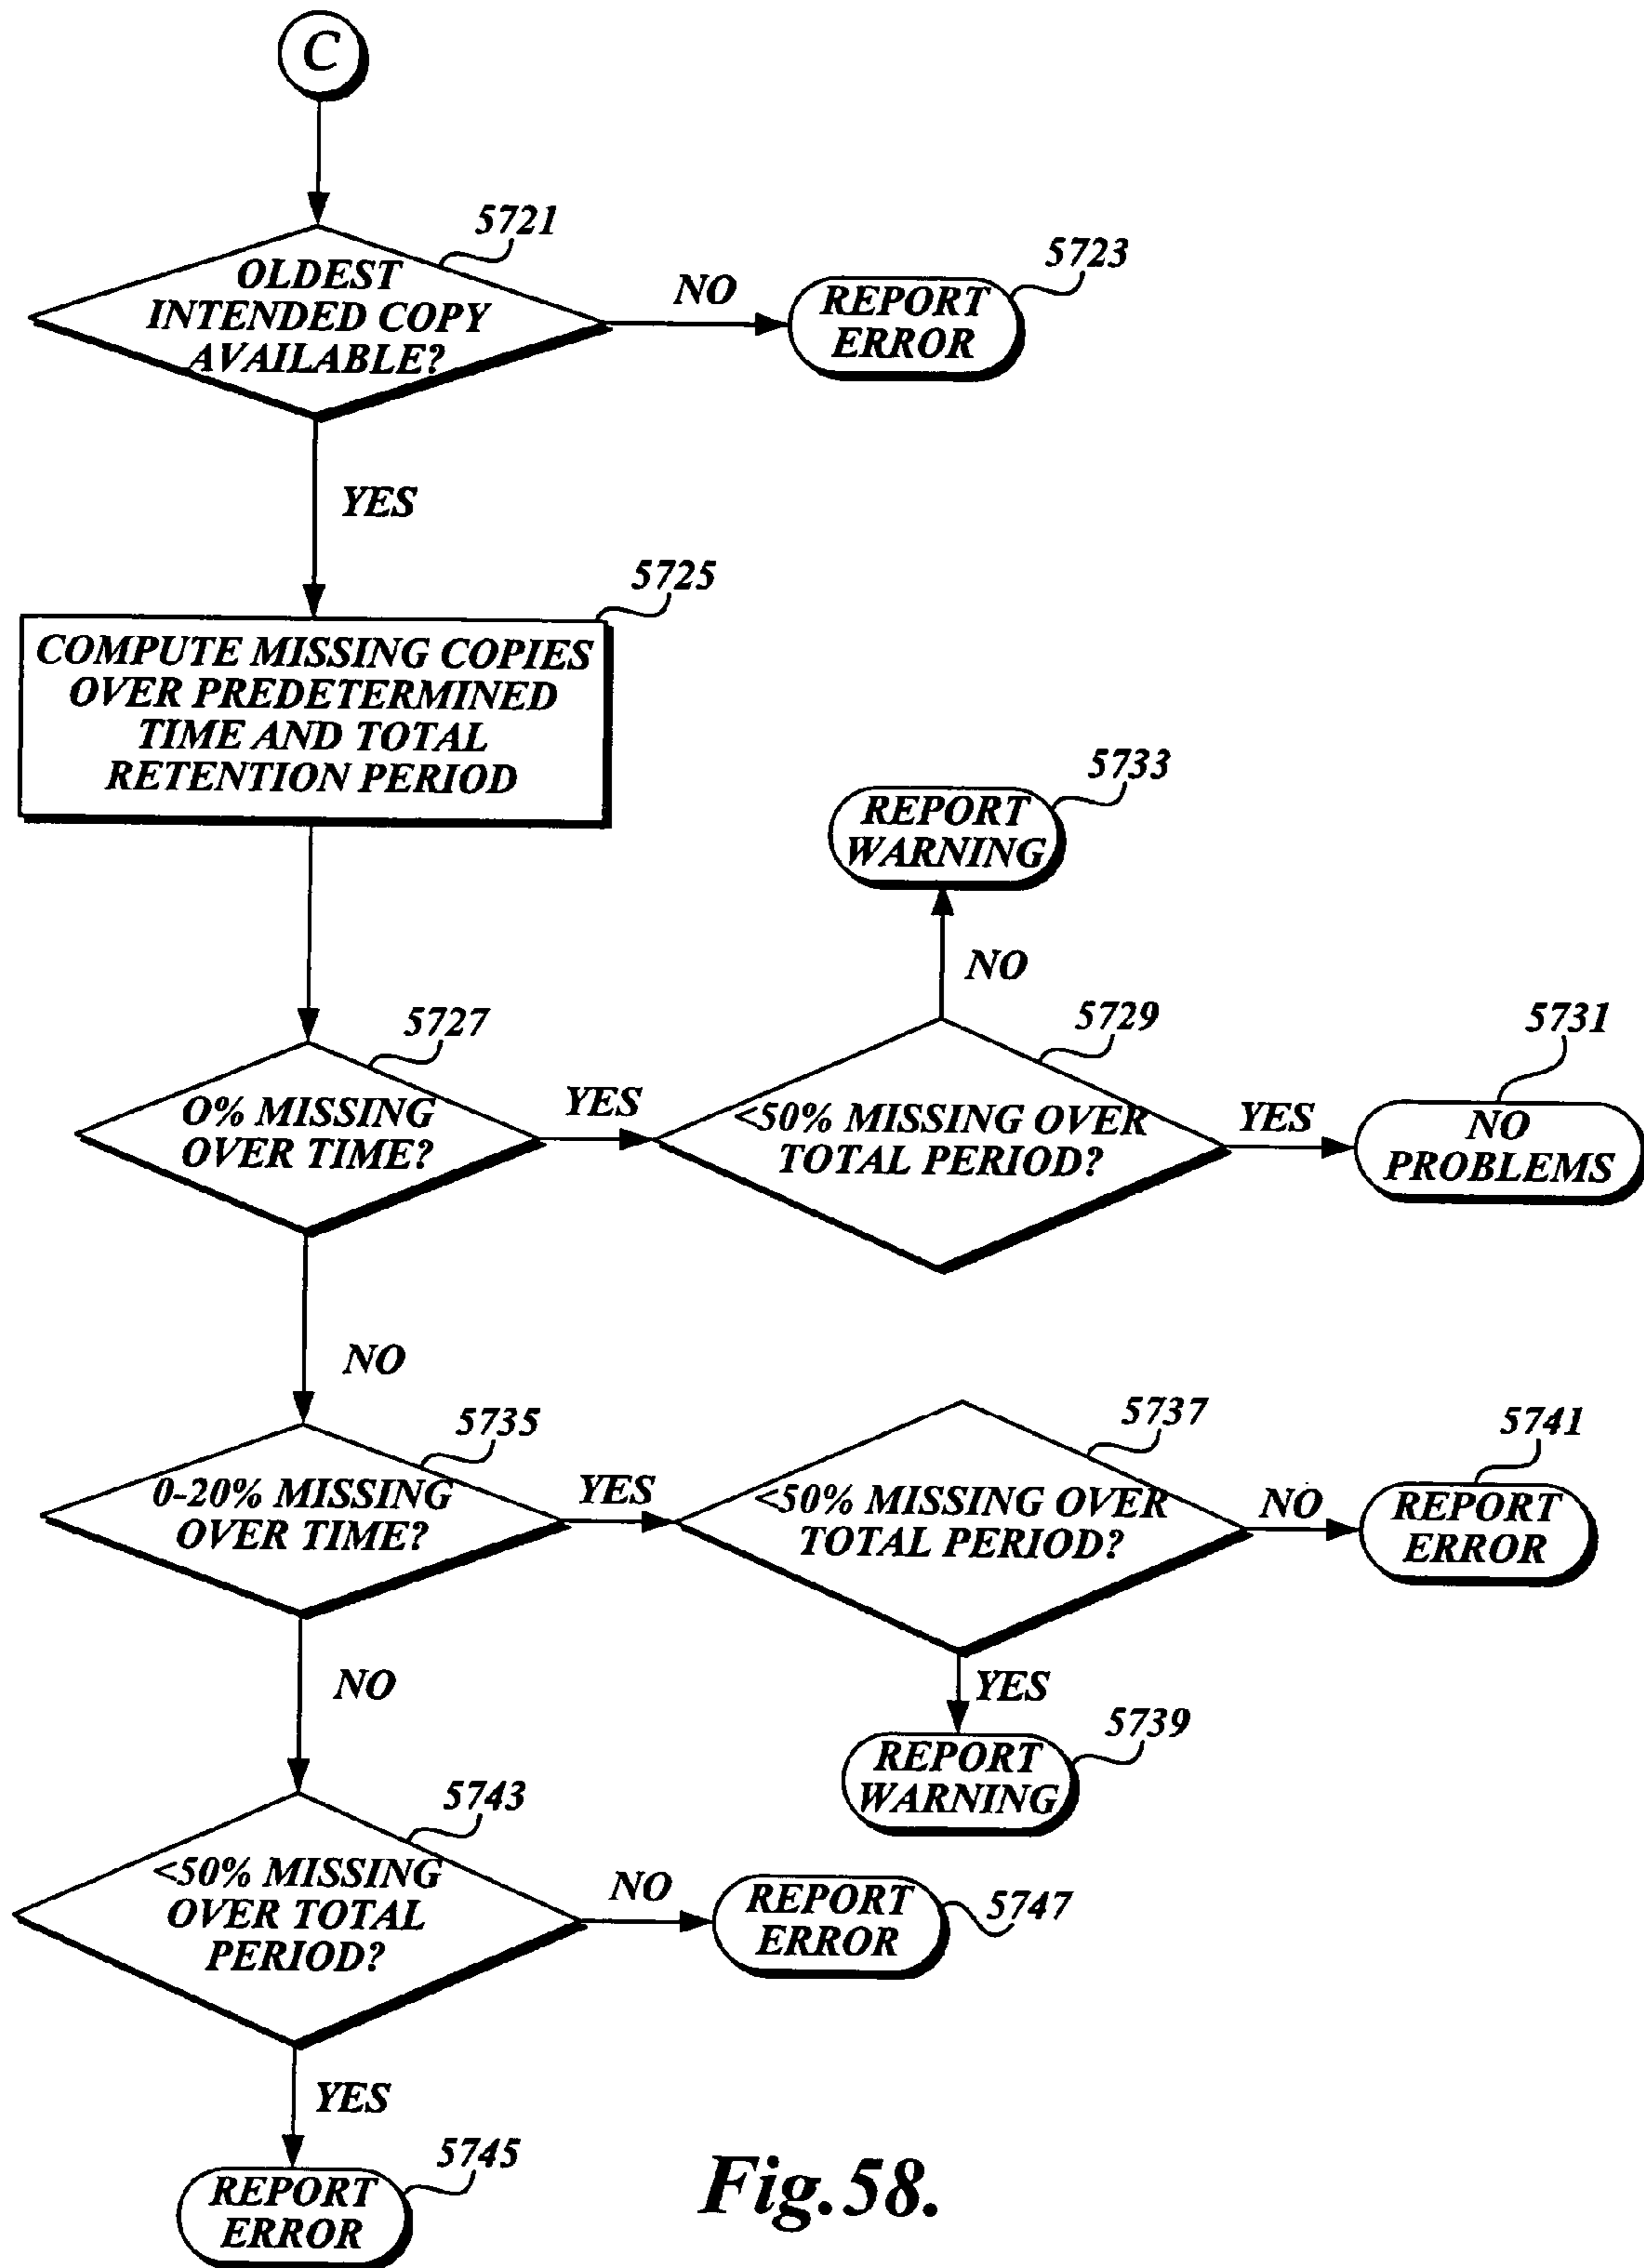 C
5721
OLDEST
INTENDED COPY
AVAILABLE?
NO
5723
REPORT
ERROR
YES
5725
COMPUTE MISSING COPIES
OVER PREDETERMINED
TIME AND TOTAL
RETENTION PERIOD
5733
REPORT
WARNING
NO
5727
O% MISSING
OVER TIME?
YES
5729
<50% MISSING OVER
TOTAL PERIOD?
YES
5731
NO
PROBLEMS
NO
5735
0-20% MISSING
OVER TIME?
YES
5737
<50% MISSING OVER
TOTAL PERIOD?
NO
5741
REPORT
ERROR
YES
5739
REPORT
WARNING
NO
5743
<50% MISSING
OVER TOTAL
PERIOD?
NO
5747
REPORT
ERROR
YES
5745
REPORT
ERROR
Fig.58.